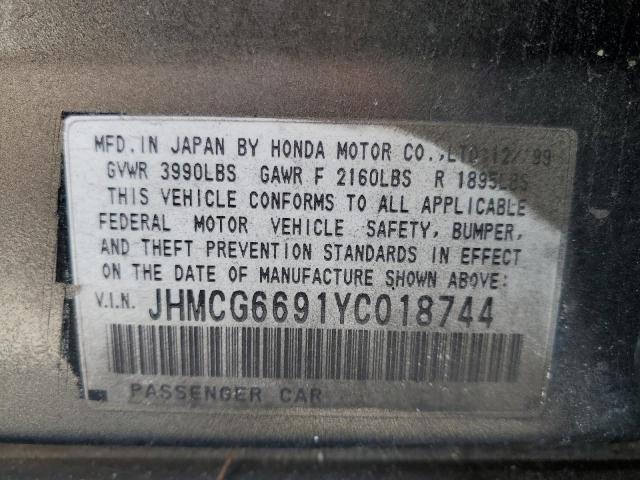 MFD. IN JAPAN BY HONDA MOTOR CO., LTD. 12/'99
GVWR 3990LBS GAWR F 2160LBS R 1895LBS
THIS VEHICLE CONFORMS TO ALL APPLICABLE
FEDERAL MOTOR VEHICLE SAFETY, BUMPER,
AND THEFT PREVENTION STANDARDS IN EFFECT
ON THE DATE OF MANUFACTURE SHOWN ABOVE:
V.I.N. JHMCG6691YC018744
PASSENGER CAR